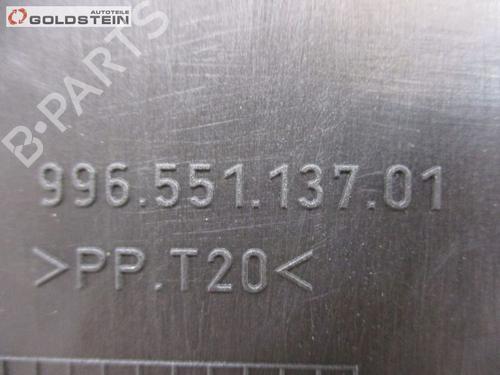 AUTOTEILE
GOLDSTEIN
B-PARTS
996.551.137.01
>PP.T20<